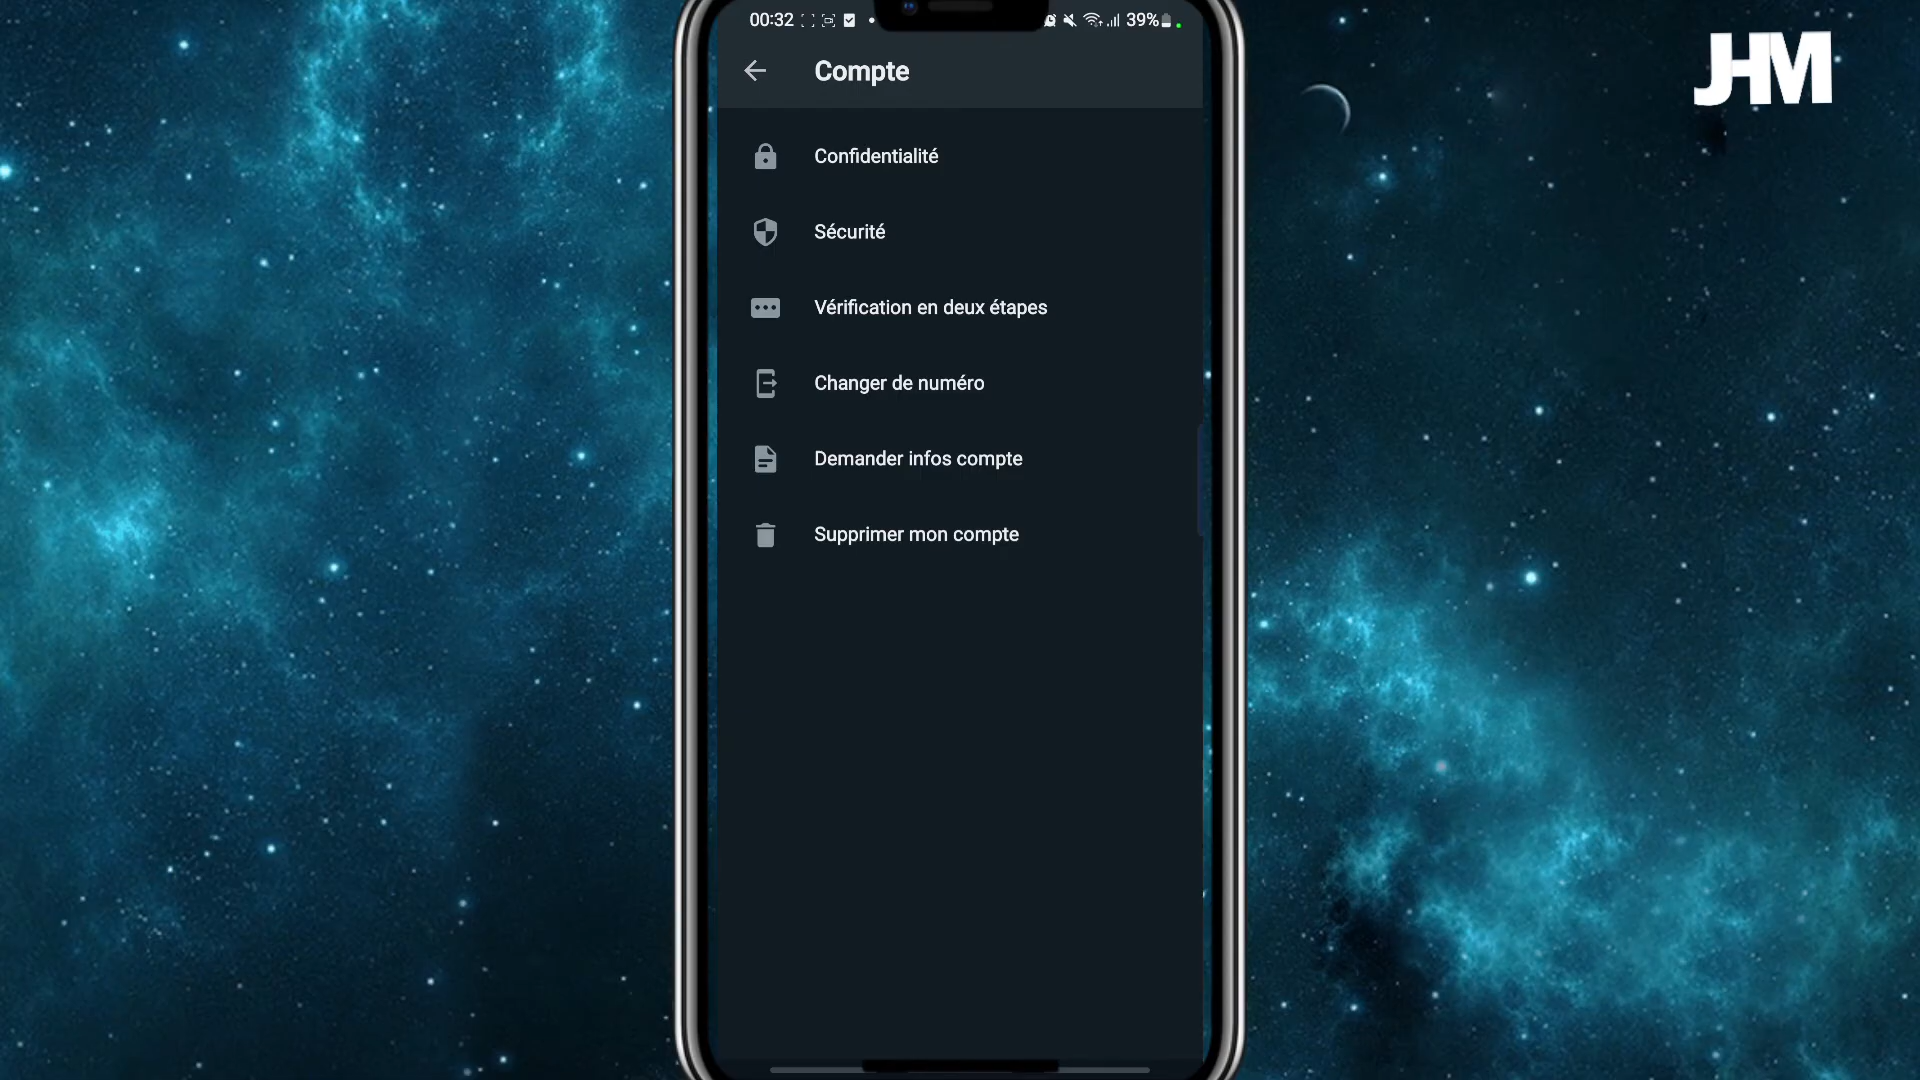 00:32 39%
JHM
Compte
Confidentialité
Sécurité
Vérification en deux étapes
Changer de numéro
Demander infos compte
Supprimer mon compte